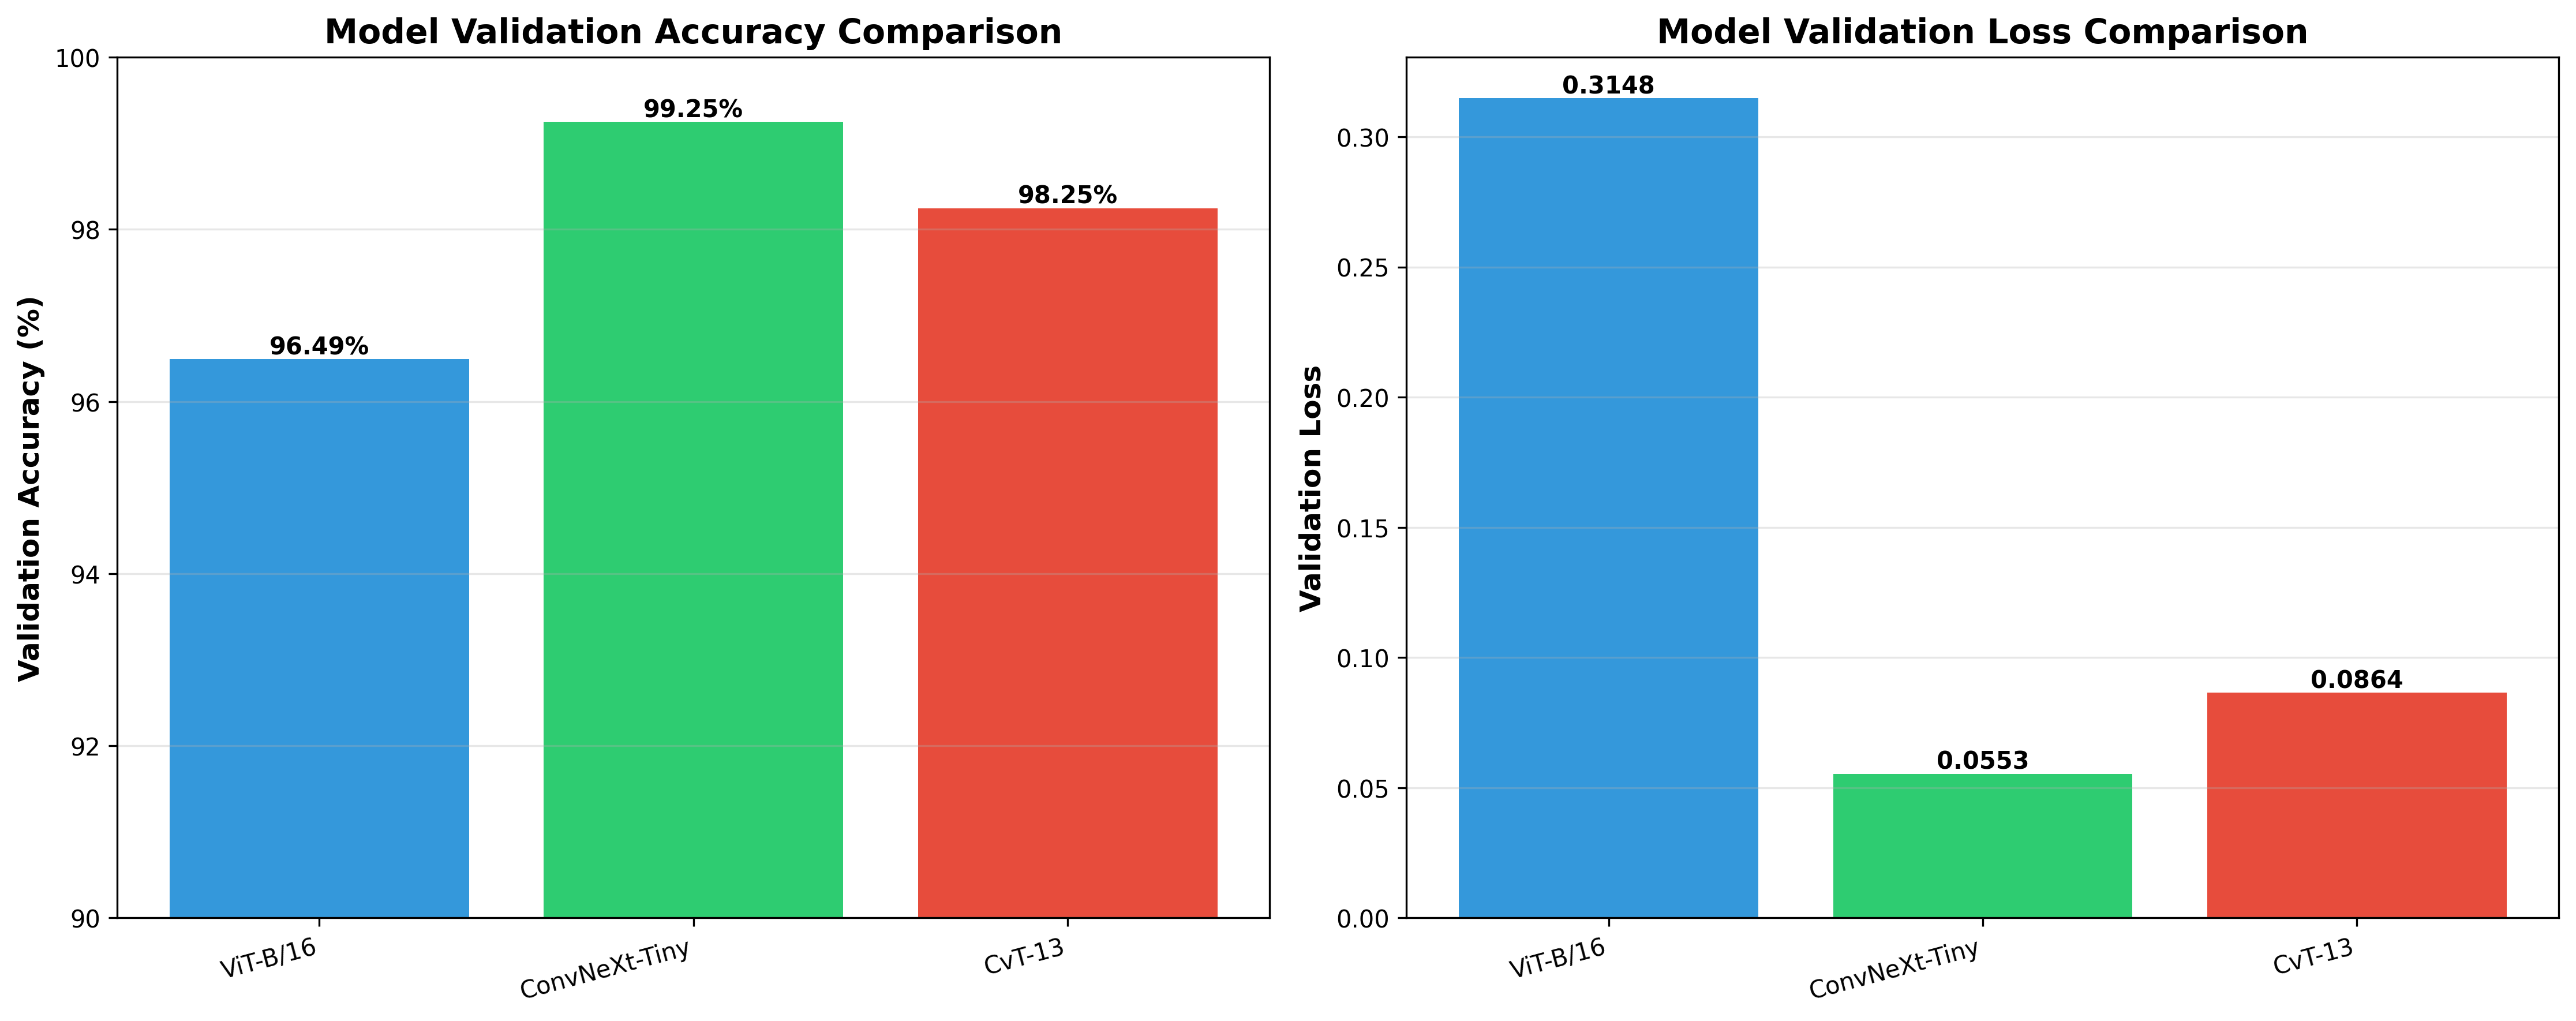 Model Validation Accuracy Comparison
Validation Accuracy (%)
100
98
96
94
92
90
96.49%
99.25%
98.25%
ViT-B/16
ConvNeXt-Tiny
CvT-13
Model Validation Loss Comparison
Validation Loss
0.30
0.25
0.20
0.15
0.10
0.05
0.00
0.3148
0.0553
0.0864
ViT-B/16
ConvNeXt-Tiny
CvT-13